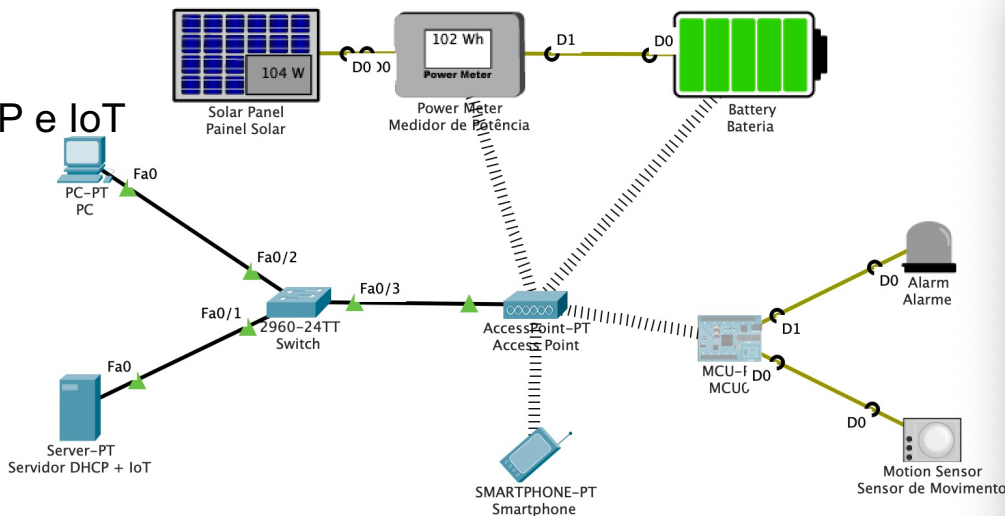 104 W
Solar Panel
Painel Solar
D0
D0
102 Wh
Power Meter
Power Meter
Medidor de Potência
D1
D0
Battery
Bateria
P e IoT
Fa0
PC-PT
PC
Fa0/2
Fa0/1
2960-24TT
Switch
Fa0/3
Fa0
Server-PT
Servidor DHCP + IoT
AccessPoint-PT
Access Point
SMARTPHONE-PT
Smartphone
MCU-P
MCU0
D1
D0
D0
Alarm
Alarme
D0
Motion Sensor
Sensor de Movimento